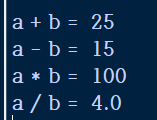 a + b = 25
a - b = 15
a * b = 100
a / b = 4.0